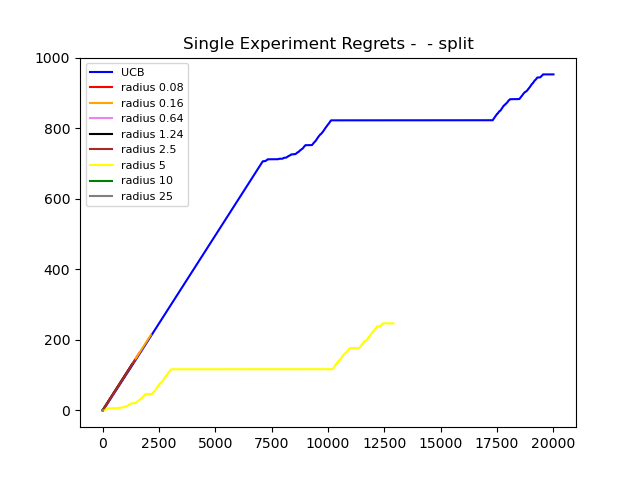 Single Experiment Regrets -  - split
1000
800
600
400
200
0
UCB
radius 0.08
radius 0.16
radius 0.64
radius 1.24
radius 2.5
radius 5
radius 10
radius 25
0 2500 5000 7500 10000 12500 15000 17500 20000